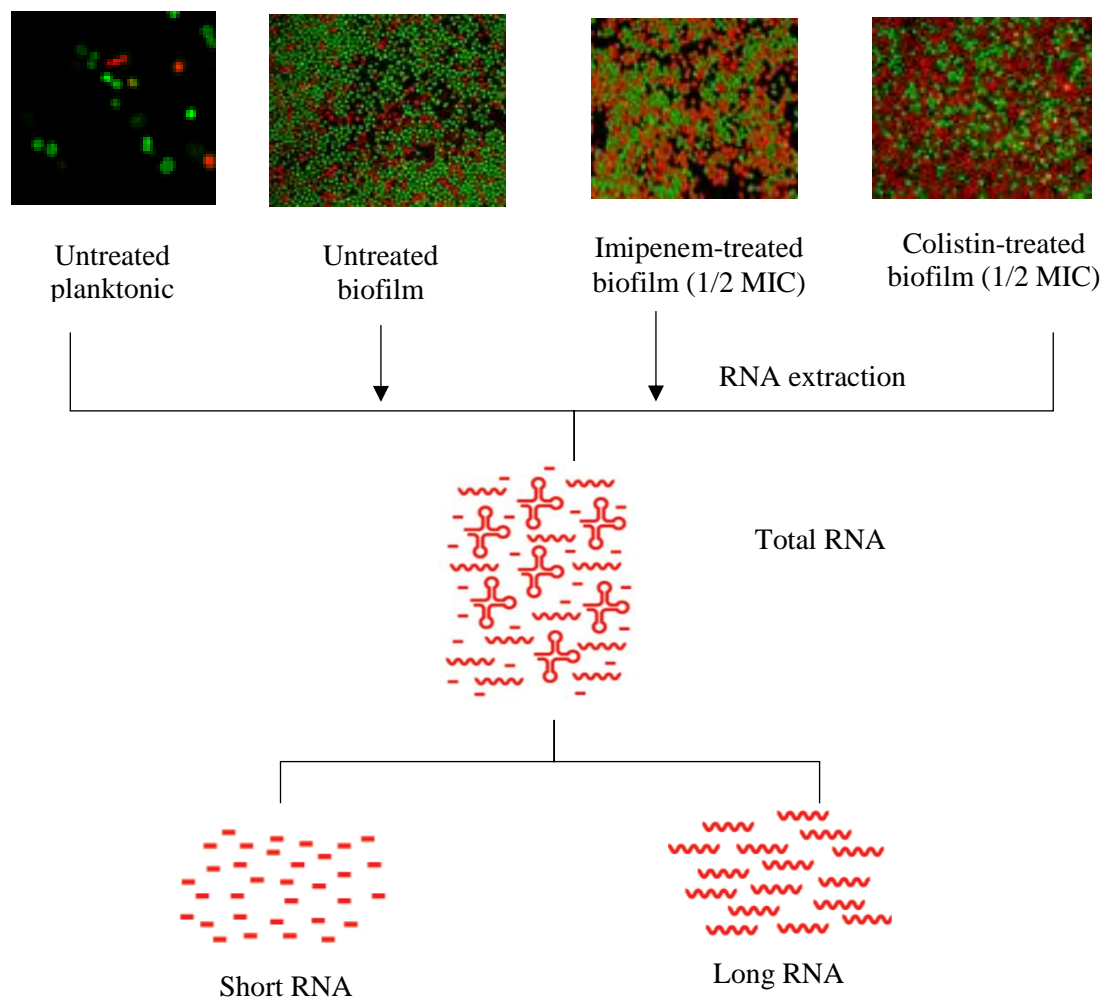 Untreated
planktonic
Untreated
biofilm
Imipenem-treated
biofilm (1/2 MIC)
Colistin-treated
biofilm (1/2 MIC)
RNA extraction
Total RNA
Short RNA
Long RNA